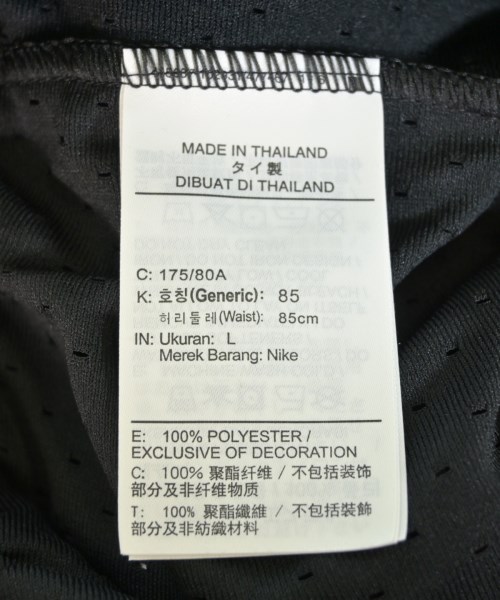 MADE IN THAILAND
タイ製
DIBUAT DI THAILAND
C: 175/80A
K: 호칭(Generic): 85
허리둘레(Waist): 85cm
IN: Ukuran: L
Merek Barang: Nike
E: 100% POLYESTER /
EXCLUSIVE OF DECORATION
C: 100% 聚酯纤维 / 不包括装饰
部分及非纤维物质
T: 100% 聚酯纖維 / 不包括裝飾
部分及非紡織材料